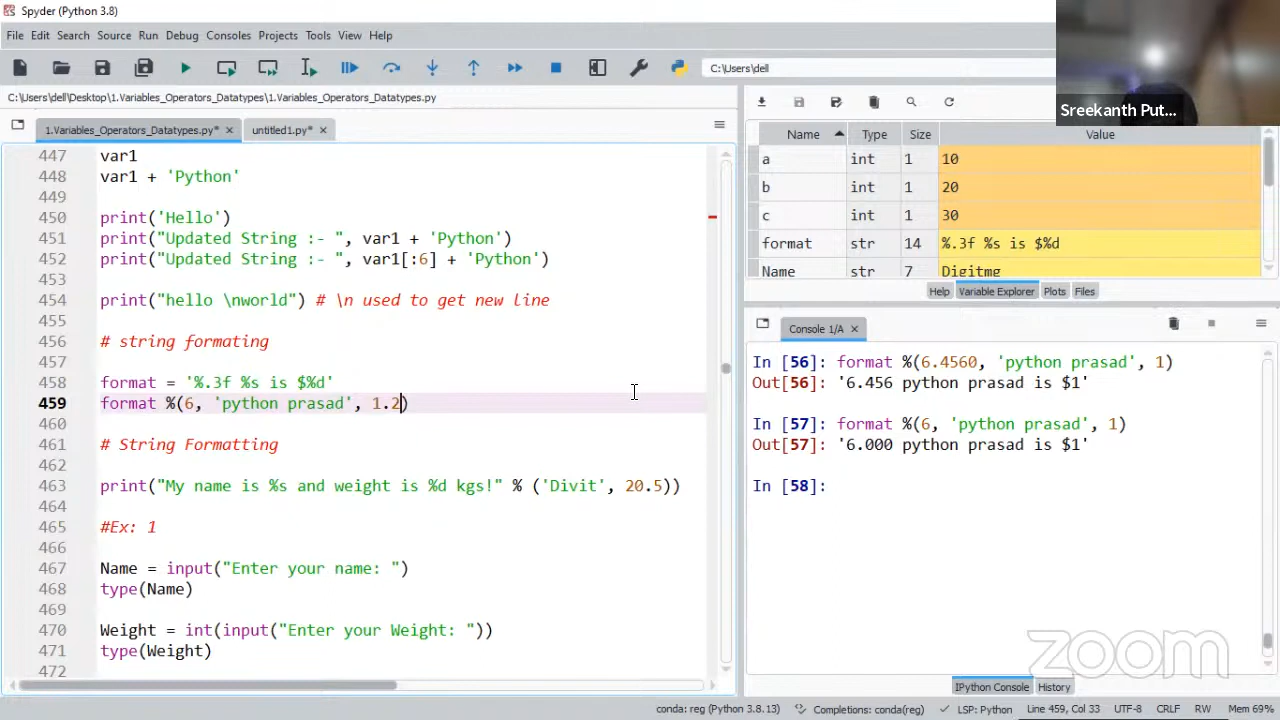 Spyder (Python 3.8)
File Edit Search Source Run Debug Consoles Projects Tools View Help
C:\Users\dell
C:\Users\dell\Desktop\1.Variables_Operators_Datatypes\1.Variables_Operators_Datatypes.py
1.Variables_Operators_Datatypes.py* untitled1.py*
447 var1
448 var1 + 'Python'
449
450 print('Hello')
451 print("Updated String :- ", var1 + 'Python')
452 print("Updated String :- ", var1[:6] + 'Python')
453
454 print("hello \nworld") # \n used to get new line
455
456 # string formating
457
458 format = '%.3f %s is $%d'
459 format %(6, 'python prasad', 1.2)
460
461 # String Formatting
462
463 print("My name is %s and weight is %d kgs!" % ('Divit', 20.5))
464
465 #Ex: 1
466
467 Name = input("Enter your name: ")
468 type(Name)
469
470 Weight = int(input("Enter your Weight: "))
471 type(Weight)
472
Sreekanth Put...
Name Type Size Value
a int 1 10
b int 1 20
c int 1 30
format str 14 %.3f %s is $%d
Name str 7 Digitmg
Help Variable Explorer Plots Files
Console 1/A
In [56]: format %(6.4560, 'python prasad', 1)
Out[56]: '6.456 python prasad is $1'
In [57]: format %(6, 'python prasad', 1)
Out[57]: '6.000 python prasad is $1'
In [58]:
zoom
IPython Console History
conda: reg (Python 3.8.13) Completions: conda(reg) LSP: Python Line 459, Col 33 UTF-8 CRLF RW Mem 69%